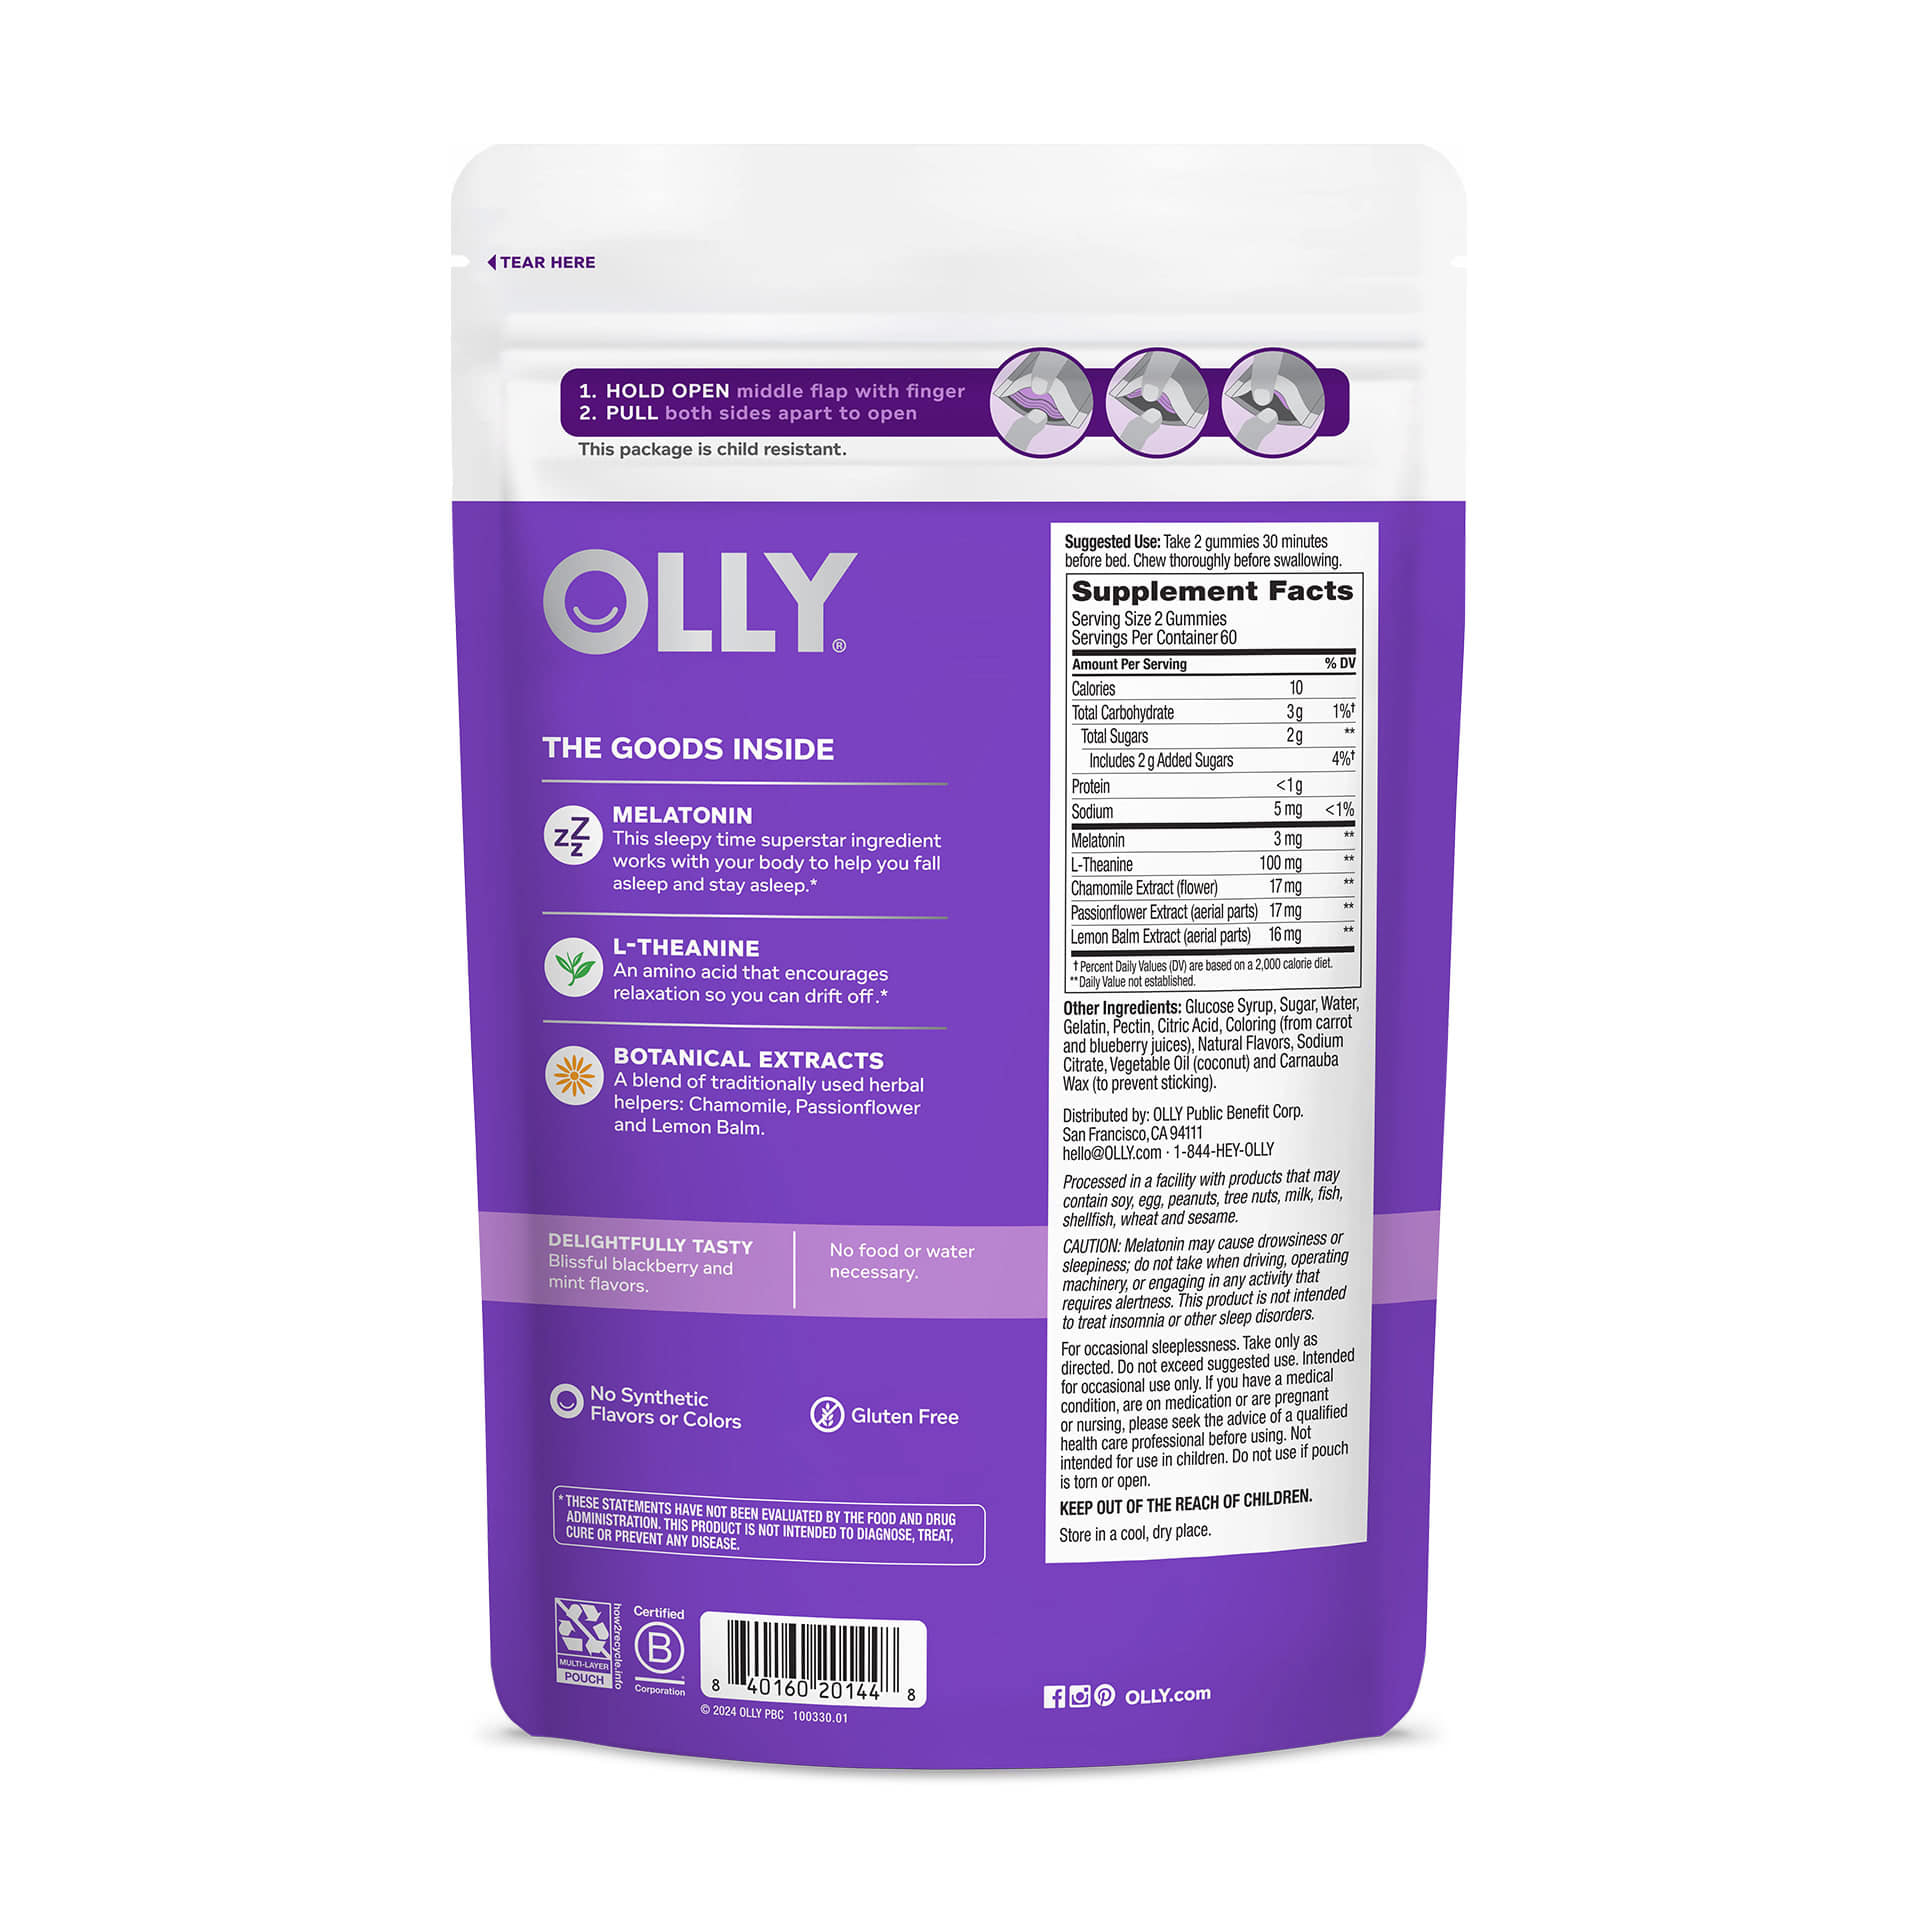 TEAR HERE
1. HOLD OPEN middle flap with finger
2. PULL both sides apart to open
This package is child resistant.
OLLY®
THE GOODS INSIDE
zZz
MELATONIN
This sleepy time superstar ingredient
works with your body to help you fall
asleep and stay asleep.*
L-THEANINE
An amino acid that encourages
relaxation so you can drift off.*
BOTANICAL EXTRACTS
A blend of traditionally used herbal
helpers: Chamomile, Passionflower
and Lemon Balm.
DELIGHTFULLY TASTY
Blissful blackberry and
mint flavors.
No food or water
necessary.
No Synthetic
Flavors or Colors
Gluten Free
*THESE STATEMENTS HAVE NOT BEEN EVALUATED BY THE FOOD AND DRUG
ADMINISTRATION. THIS PRODUCT IS NOT INTENDED TO DIAGNOSE, TREAT,
CURE OR PREVENT ANY DISEASE.
MULTI-LAYER
POUCH
how2recycle.info
Certified
B
Corporation
8 40160 20144 8
© 2024 OLLY PBC 100330.01
Suggested Use: Take 2 gummies 30 minutes
before bed. Chew thoroughly before swallowing.
Supplement Facts
Serving Size 2 Gummies
Servings Per Container 60
Amount Per Serving % DV
Calories 10
Total Carbohydrate 3 g 1%†
Total Sugars 2 g **
Includes 2 g Added Sugars 4%†
Protein <1 g
Sodium 5 mg <1%
Melatonin 3 mg **
L-Theanine 100 mg **
Chamomile Extract (flower) 17 mg **
Passionflower Extract (aerial parts) 17 mg **
Lemon Balm Extract (aerial parts) 16 mg **
† Percent Daily Values (DV) are based on a 2,000 calorie diet.
** Daily Value not established.
Other Ingredients: Glucose Syrup, Sugar, Water,
Gelatin, Pectin, Citric Acid, Coloring (from carrot
and blueberry juices), Natural Flavors, Sodium
Citrate, Vegetable Oil (coconut) and Carnauba
Wax (to prevent sticking).
Distributed by: OLLY Public Benefit Corp.
San Francisco, CA 94111
hello@OLLY.com · 1-844-HEY-OLLY
Processed in a facility with products that may
contain soy, egg, peanuts, tree nuts, milk, fish,
shellfish, wheat and sesame.
CAUTION: Melatonin may cause drowsiness or
sleepiness; do not take when driving, operating
machinery, or engaging in any activity that
requires alertness. This product is not intended
to treat insomnia or other sleep disorders.
For occasional sleeplessness. Take only as
directed. Do not exceed suggested use. Intended
for occasional use only. If you have a medical
condition, are on medication or are pregnant
or nursing, please seek the advice of a qualified
health care professional before using. Not
intended for use in children. Do not use if pouch
is torn or open.
KEEP OUT OF THE REACH OF CHILDREN.
Store in a cool, dry place.
OLLY.com